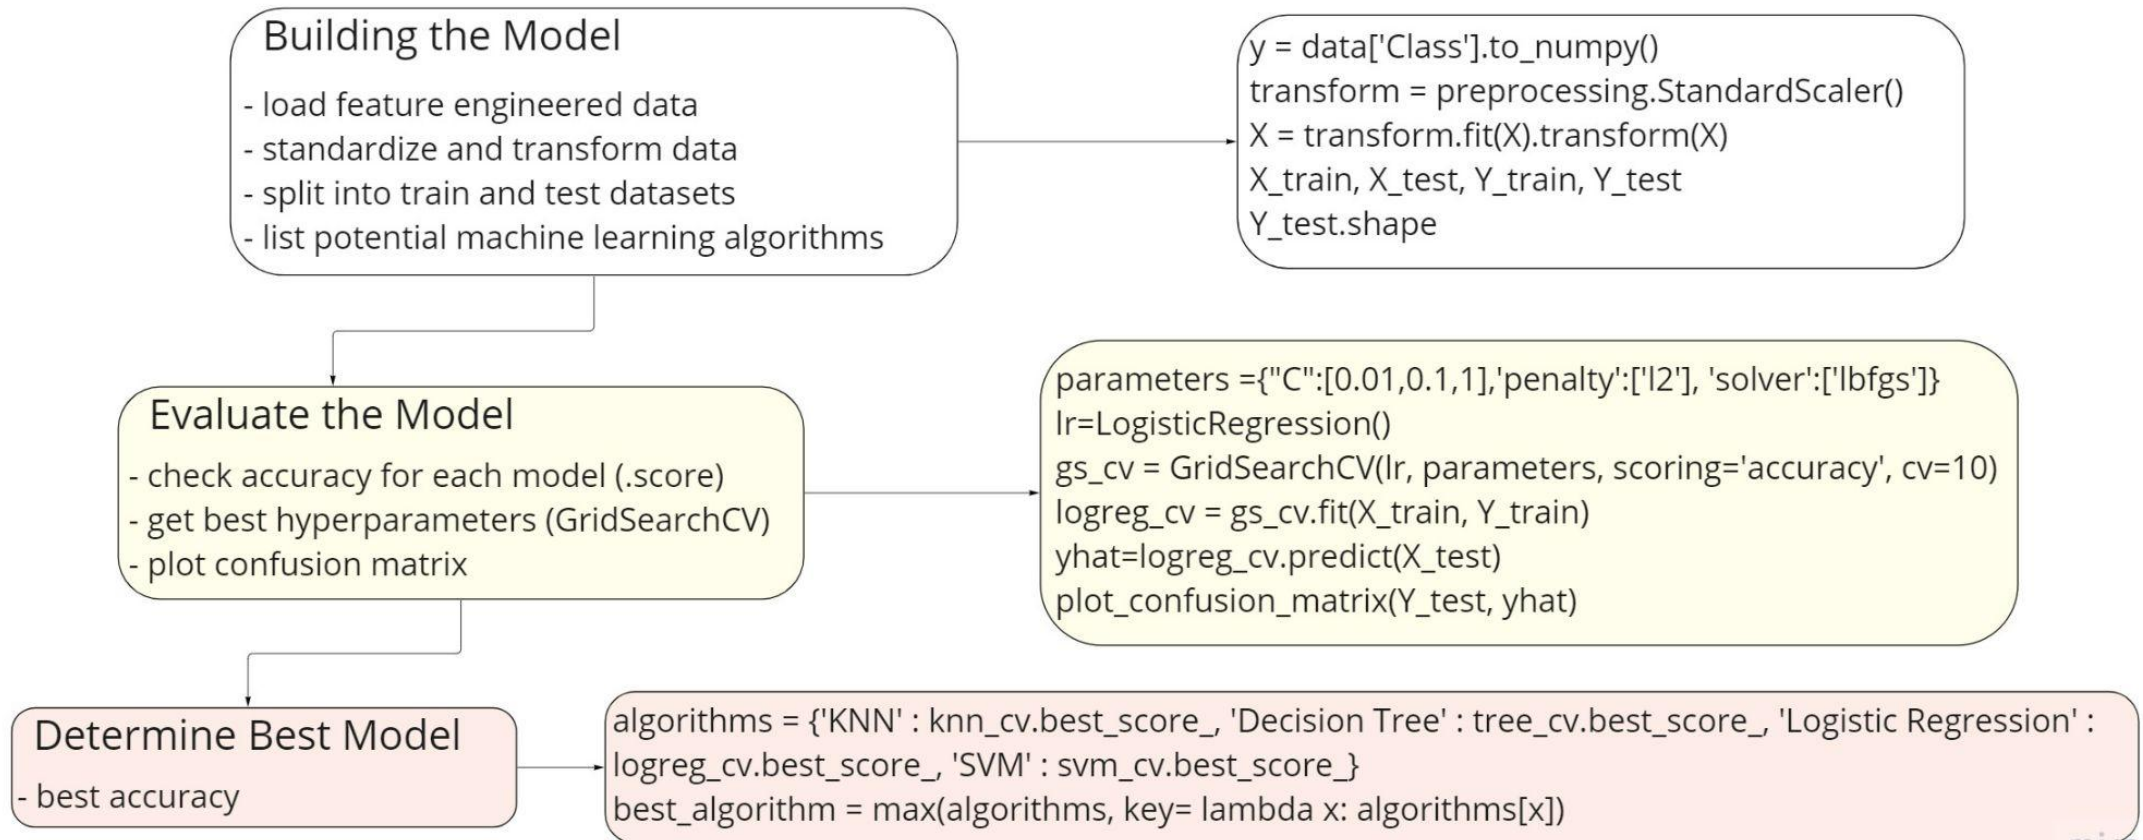 Building the Model
- load feature engineered data
- standardize and transform data
- split into train and test datasets
- list potential machine learning algorithms
y = data['Class'].to_numpy()
transform = preprocessing.StandardScaler()
X = transform.fit(X).transform(X)
X_train, X_test, Y_train, Y_test
Y_test.shape
Evaluate the Model
- check accuracy for each model (.score)
- get best hyperparameters (GridSearchCV)
- plot confusion matrix
parameters ={"C":[0.01,0.1,1],'penalty':['l2'], 'solver':['lbfgs']}
lr=LogisticRegression()
gs_cv = GridSearchCV(lr, parameters, scoring='accuracy', cv=10)
logreg_cv = gs_cv.fit(X_train, Y_train)
yhat=logreg_cv.predict(X_test)
plot_confusion_matrix(Y_test, yhat)
Determine Best Model
- best accuracy
algorithms = {'KNN' : knn_cv.best_score_, 'Decision Tree' : tree_cv.best_score_, 'Logistic Regression' :
logreg_cv.best_score_, 'SVM' : svm_cv.best_score_}
best_algorithm = max(algorithms, key= lambda x: algorithms[x])